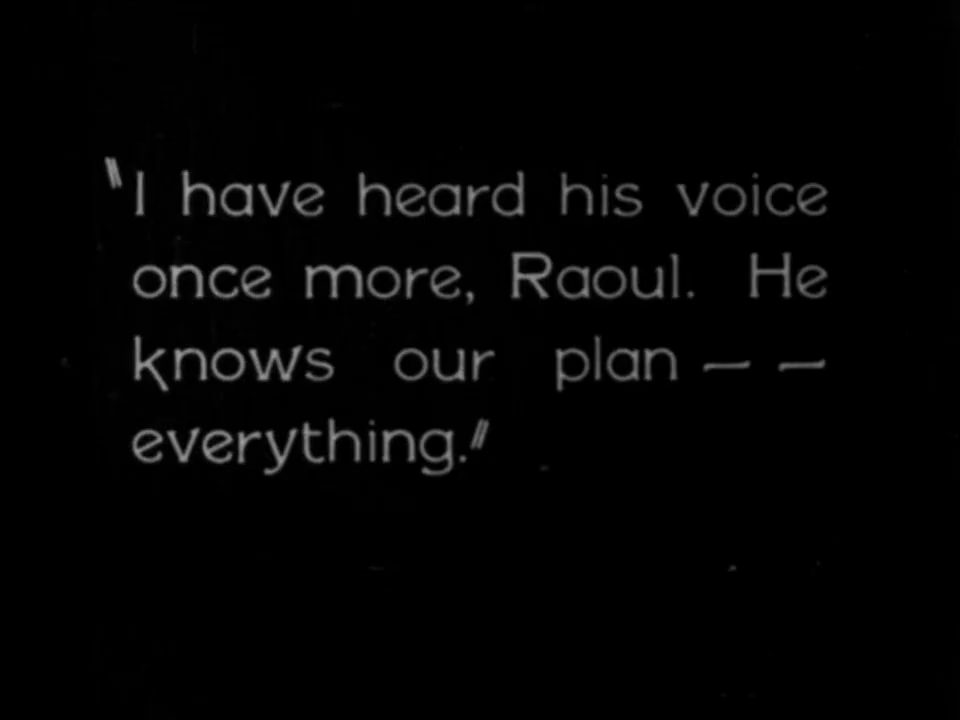 "I have heard his voice
once more, Raoul. He
knows our plan — —
everything."